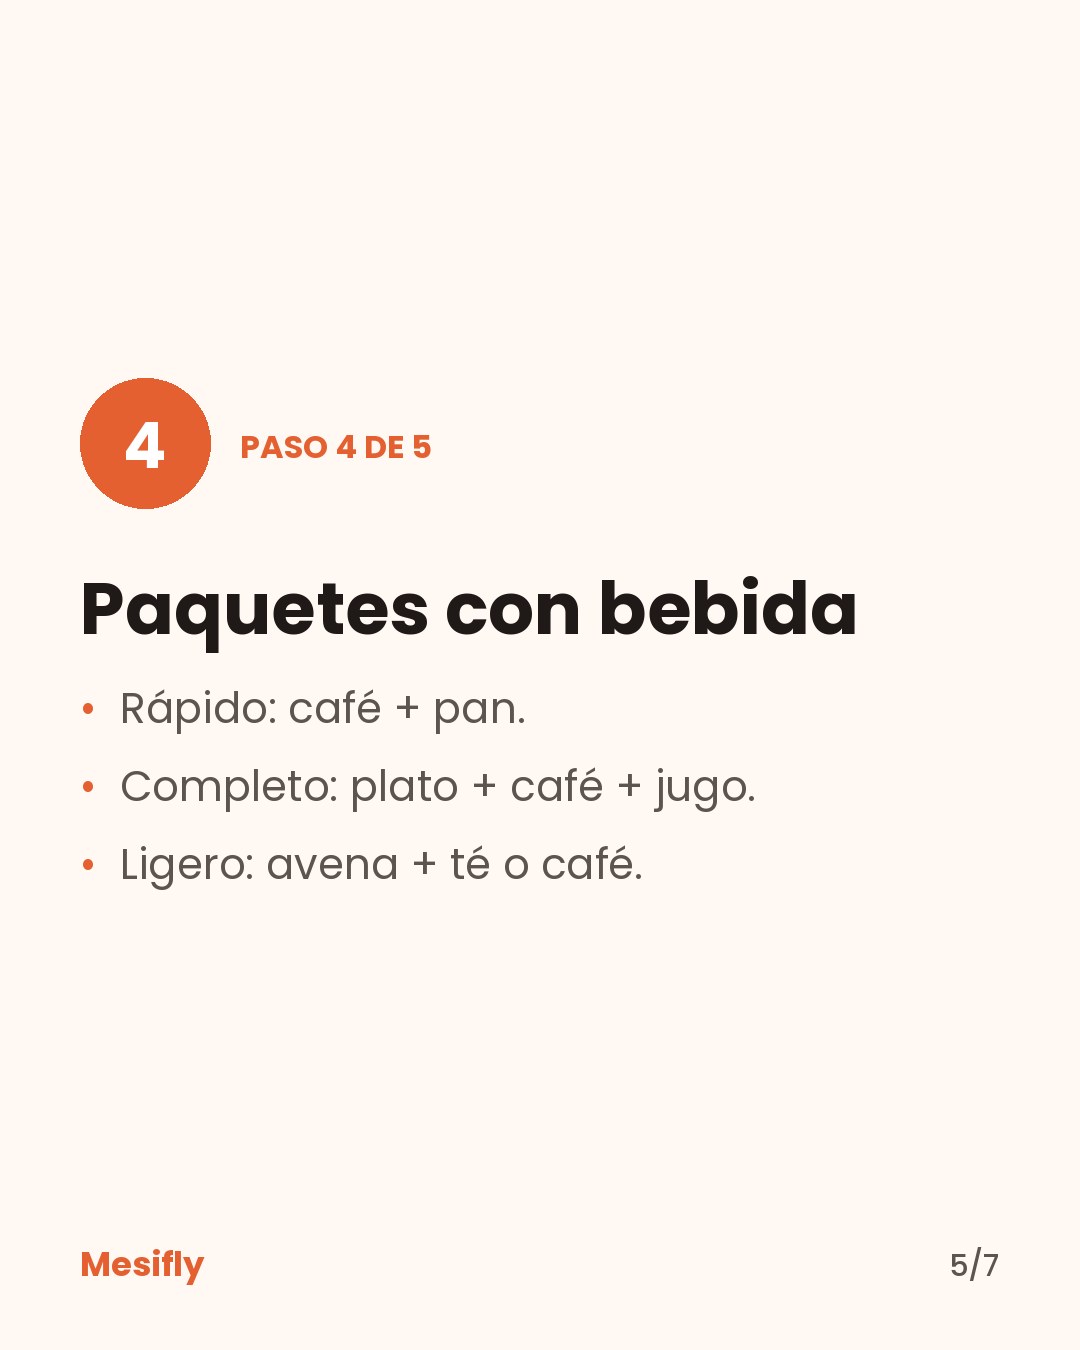 4
PASO 4 DE 5
Paquetes con bebida
• Rápido: café + pan.
• Completo: plato + café + jugo.
• Ligero: avena + té o café.
Mesifly
5/7